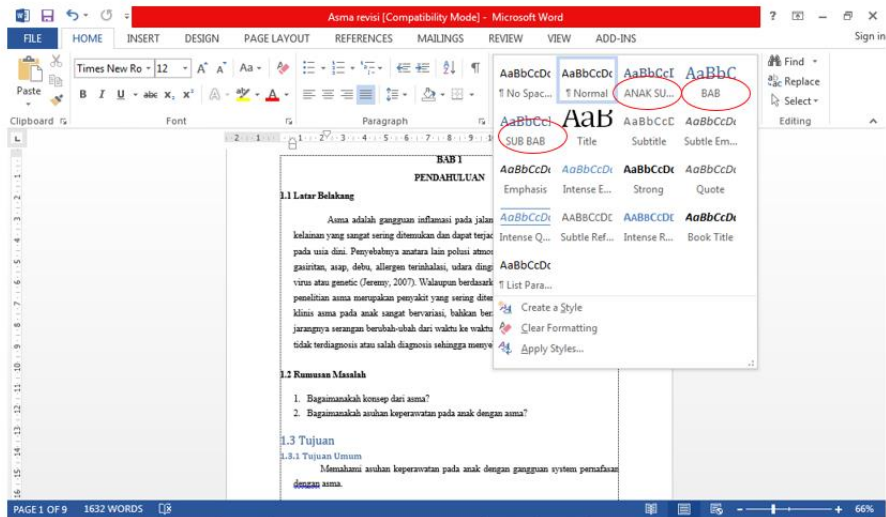 Asma revisi [Compatibility Mode] - Microsoft Word
FILE HOME INSERT DESIGN PAGE LAYOUT REFERENCES MAILINGS REVIEW VIEW ADD-INS Sign in
Times New Ro 12 Aa
Paste
B I U abc x₂ x² A
Clipboard Font Paragraph
AaBbCcDc AaBbCcDc AaBbCcI AaBbC
¶ No Spac... ¶ Normal ANAK SU... BAB
AaBbCcI AaB AaBbCcD AaBbCcDc
SUB BAB Title Subtitle Subtle Em...
AaBbCcDc AaBbCcDc AaBbCcDc AaBbCcDc
Emphasis Intense E... Strong Quote
AaBbCcDc AABBCCDC AABBCCDC AaBbCcDc
Intense Q... Subtle Ref... Intense R... Book Title
AaBbCcDc
¶ List Para...
Create a Style
Clear Formatting
Apply Styles...
Find
Replace
Select
Editing
BAB 1
PENDAHULUAN
1.1 Latar Belakang
Asma adalah gangguan inflamasi pada jalan
kelainan yang sangat sering ditemukan dan dapat terjad
pada usia dini. Penyebabnya anatara lain polusi atmos
gasiritan, asap, debu, allergen terinhalasi, udara ding
virus atau genetic (Jeremy, 2007). Walaupun berdasark
penelitian asma merupakan penyakit yang sering diter
klinis asma pada anak sangat bervariasi, bahkan ber
jarangnya serangan berubah-ubah dari waktu ke waktu
tidak terdiagnosis atau salah diagnosis sehingga menye
1.2 Rumusan Masalah
1. Bagaimanakah konsep dari asma?
2. Bagaimanakah asuhan keperawatan pada anak dengan asma?
1.3 Tujuan
1.3.1 Tujuan Umum
Memahami asuhan keperawatan pada anak dengan gangguan system pernafasan
dengan asma.
PAGE 1 OF 9 1632 WORDS 66%